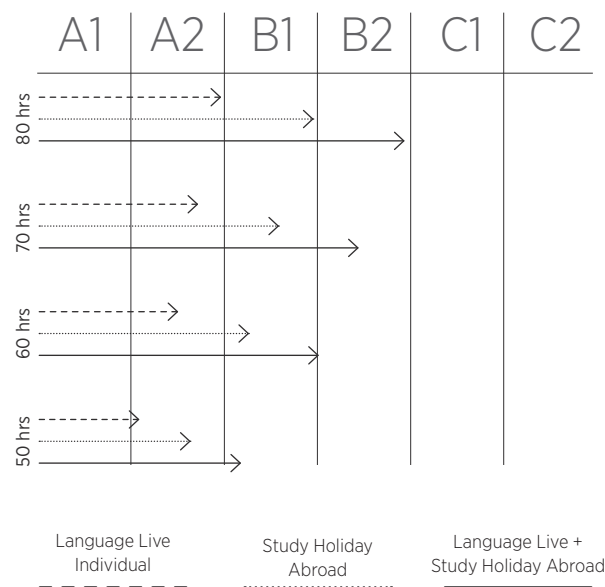 A1 A2 B1 B2 C1 C2
80 hrs
70 hrs
60 hrs
50 hrs
Language Live
Individual
Study Holiday
Abroad
Language Live +
Study Holiday Abroad